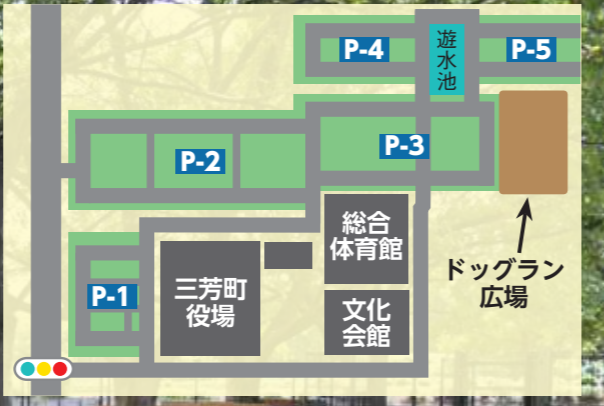 P-4
遊水池
P-5
P-2
P-3
総合
体育館
ドッグラン
広場
P-1
三芳町
役場
文化
会館